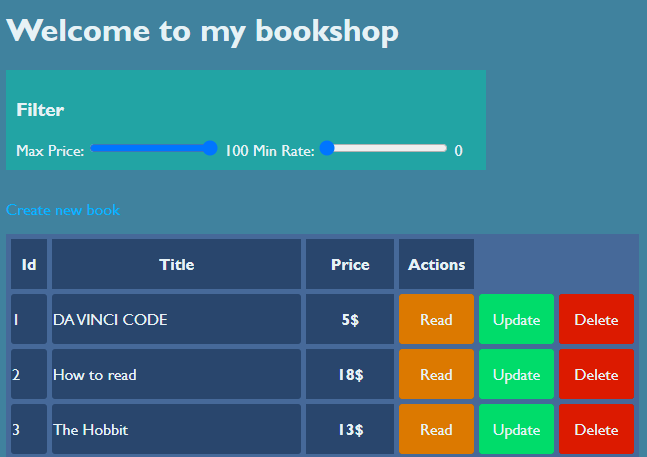 Welcome to my bookshop
Filter
Max Price: 100 Min Rate: 0
Create new book
Id Title Price Actions
1 DA VINCI CODE 5$ Read Update Delete
2 How to read 18$ Read Update Delete
3 The Hobbit 13$ Read Update Delete